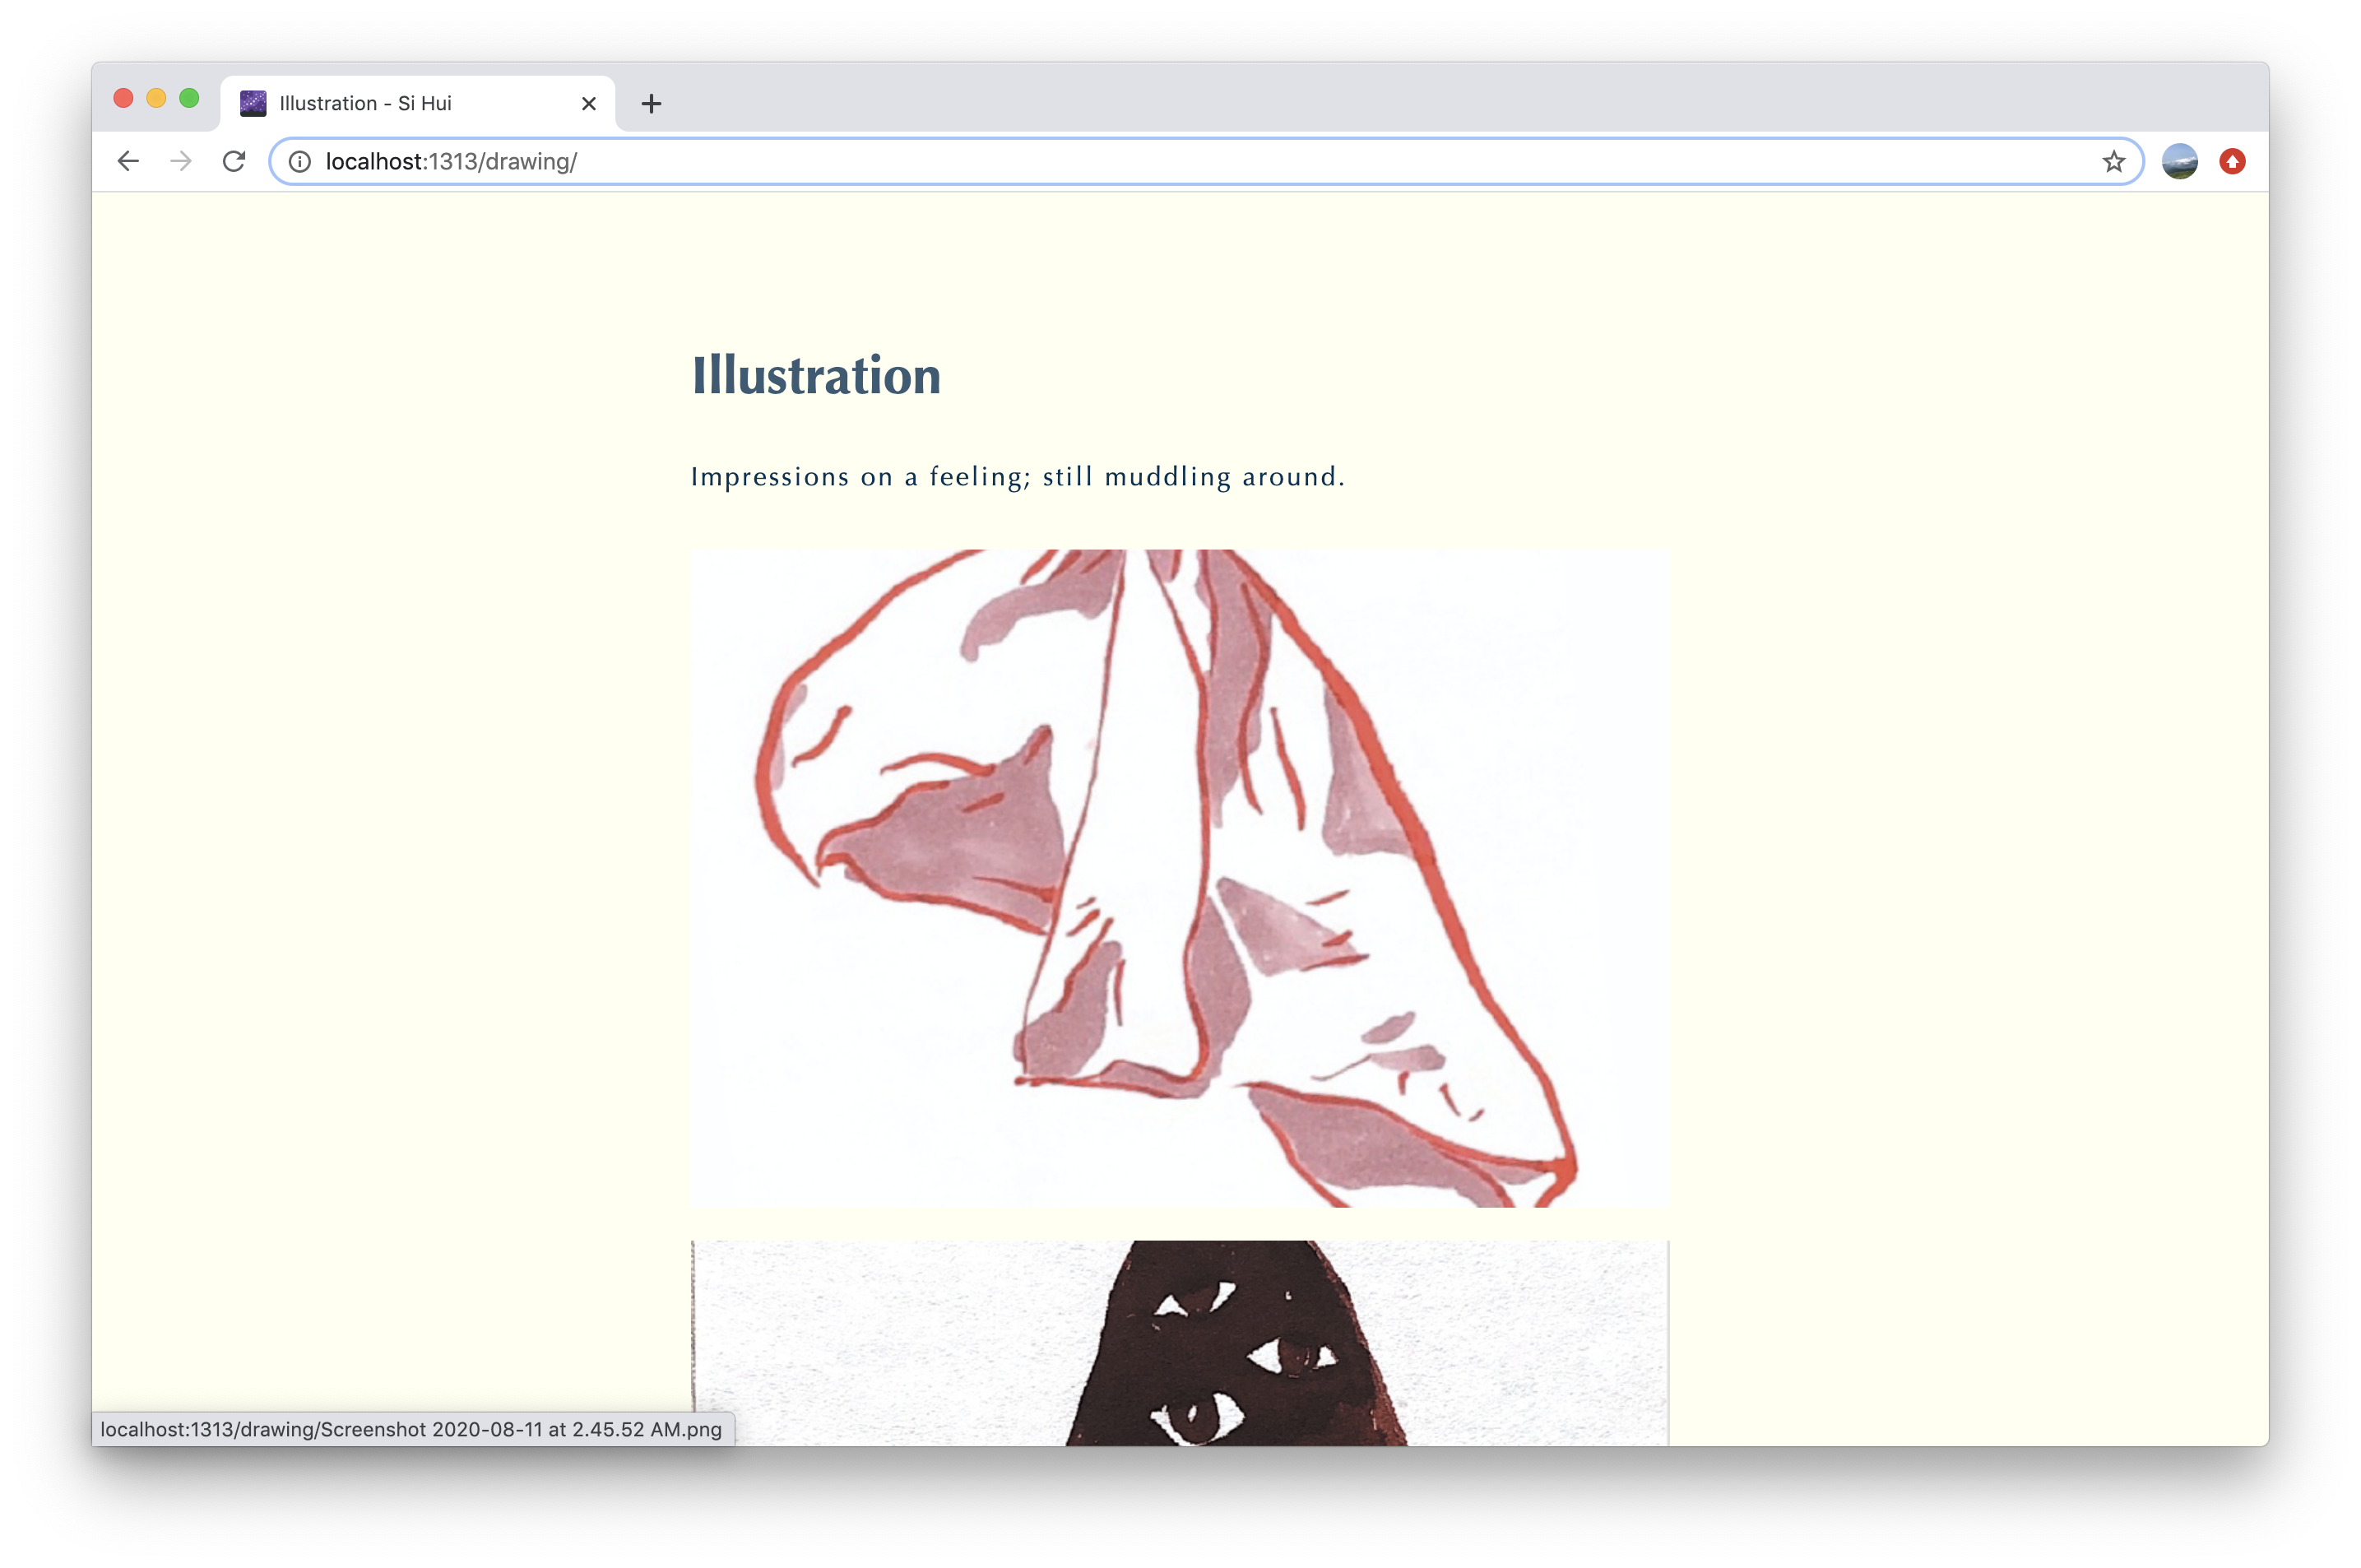 Illustration - Si Hui
localhost:1313/drawing/
Illustration
Impressions on a feeling; still muddling around.
localhost:1313/drawing/Screenshot 2020-08-11 at 2.45.52 AM.png